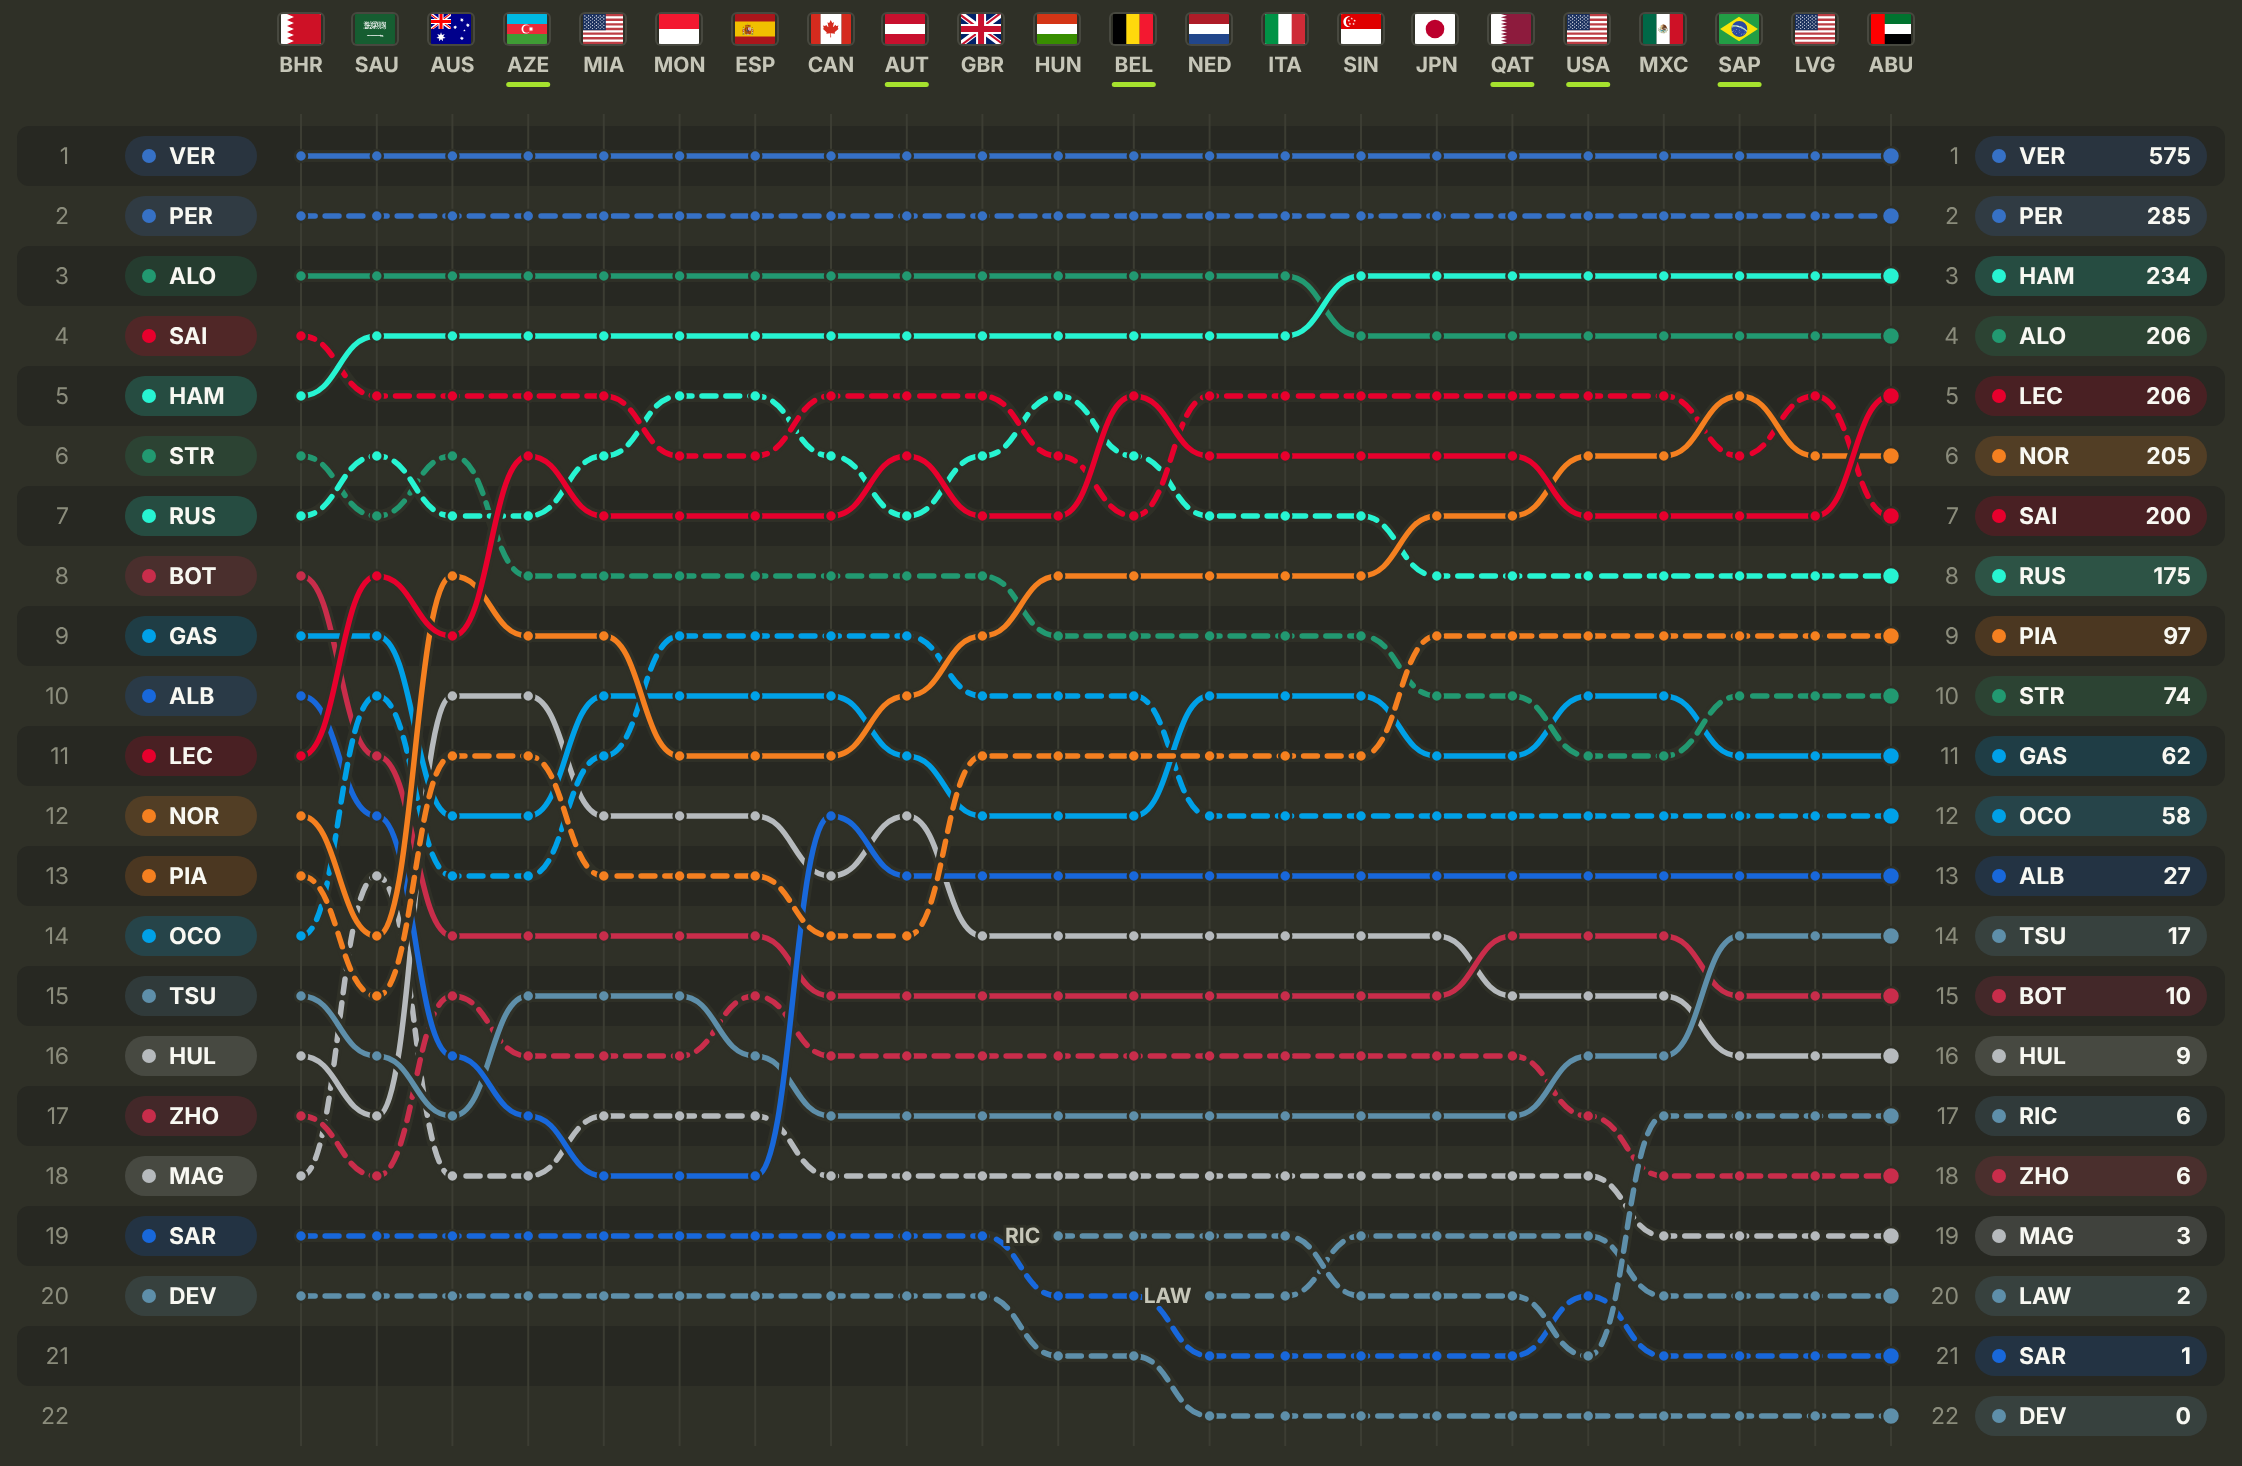 BHR SAU AUS AZE MIA MON ESP CAN AUT GBR HUN BEL NED ITA SIN JPN QAT USA MXC SAP LVG ABU
1 VER 1 VER 575
2 PER 2 PER 285
3 ALO 3 HAM 234
4 SAI 4 ALO 206
5 HAM 5 LEC 206
6 STR 6 NOR 205
7 RUS 7 SAI 200
8 BOT 8 RUS 175
9 GAS 9 PIA 97
10 ALB 10 STR 74
11 LEC 11 GAS 62
12 NOR 12 OCO 58
13 PIA 13 ALB 27
14 OCO 14 TSU 17
15 TSU 15 BOT 10
16 HUL 16 HUL 9
17 ZHO 17 RIC 6
18 MAG 18 ZHO 6
19 SAR RIC 19 MAG 3
20 DEV LAW 20 LAW 2
21 21 SAR 1
22 22 DEV 0